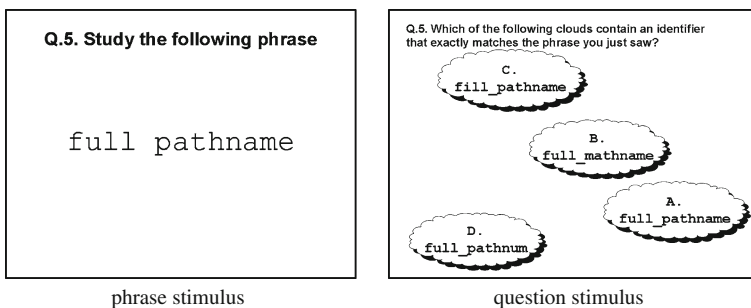 Q.5. Study the following phrase
full pathname
phrase stimulus
Q.5. Which of the following clouds contain an identifier
that exactly matches the phrase you just saw?
C.
fill_pathname
B.
full_mathname
A.
full_pathname
D.
full_pathnum
question stimulus